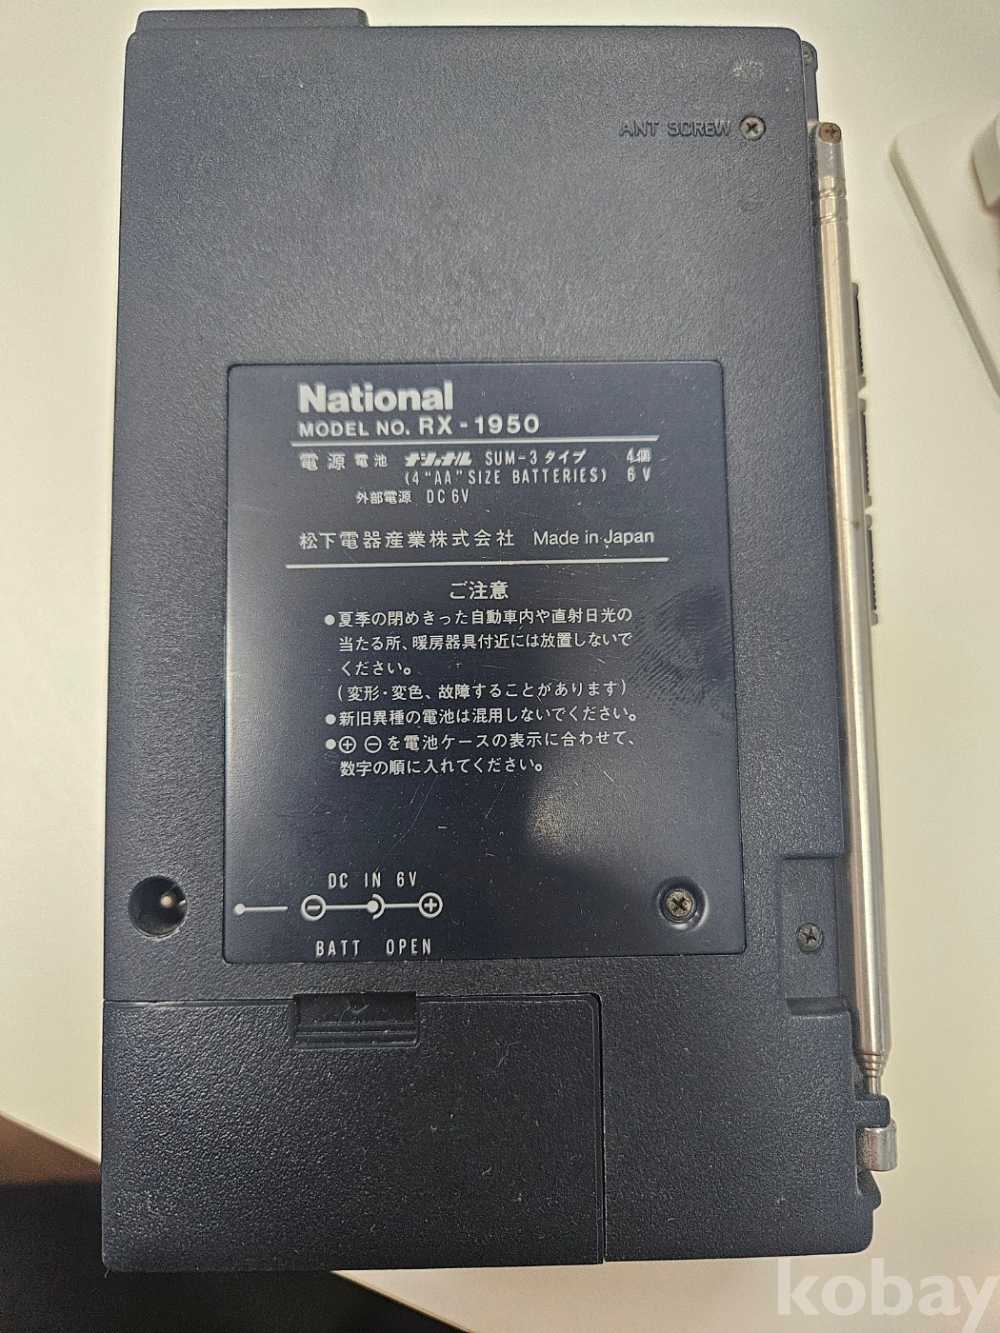 ANT SCREW
National
MODEL NO. RX-1950
電源 電池 ナショナル SUM-3タイプ 4個
(4 "AA" SIZE BATTERIES) 6V
外部電源 DC 6V
松下電器産業株式会社 Made in Japan
ご注意
●夏季の閉めきった自動車内や直射日光の
当たる所、暖房器具付近には放置しないで
ください。
(変形・変色、故障することがあります)
●新旧異種の電池は混用しないでください。
●⊕ ⊖を電池ケースの表示に合わせて、
数字の順に入れてください。
DC IN 6V
⊖ ⊕
BATT OPEN
kobay